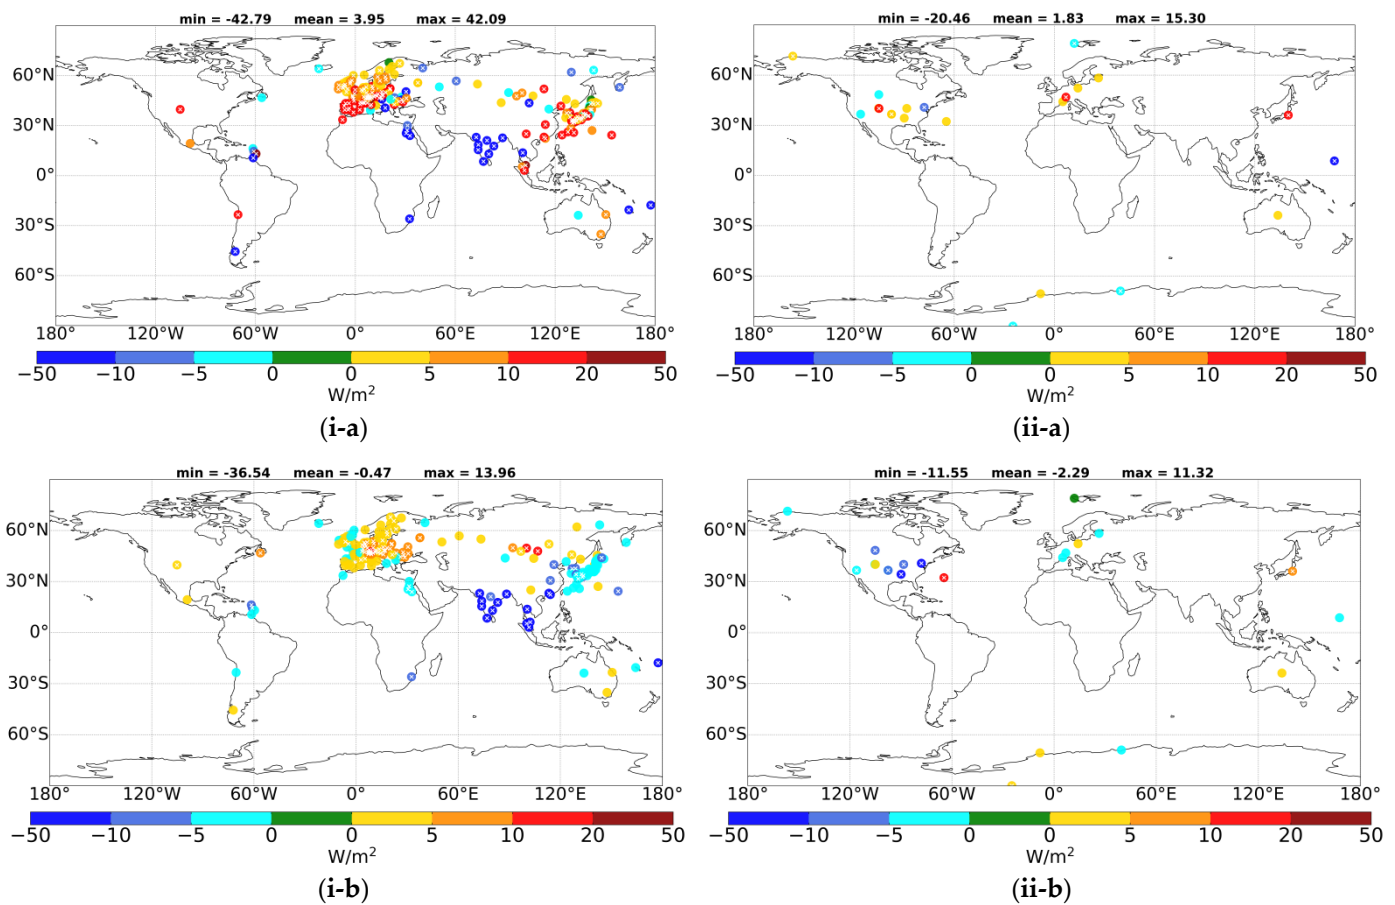 min = -42.79 mean = 3.95 max = 42.09
60°N
30°N
0°
30°S
60°S
180° 120°W 60°W 0° 60°E 120°E 180°
−50 −10 −5 0 0 5 10 20 50
W/m²
(i-a)
min = -20.46 mean = 1.83 max = 15.30
60°N
30°N
0°
30°S
60°S
180° 120°W 60°W 0° 60°E 120°E 180°
−50 −10 −5 0 0 5 10 20 50
W/m²
(ii-a)
min = -36.54 mean = -0.47 max = 13.96
60°N
30°N
0°
30°S
60°S
180° 120°W 60°W 0° 60°E 120°E 180°
−50 −10 −5 0 0 5 10 20 50
W/m²
(i-b)
min = -11.55 mean = -2.29 max = 11.32
60°N
30°N
0°
30°S
60°S
180° 120°W 60°W 0° 60°E 120°E 180°
−50 −10 −5 0 0 5 10 20 50
W/m²
(ii-b)